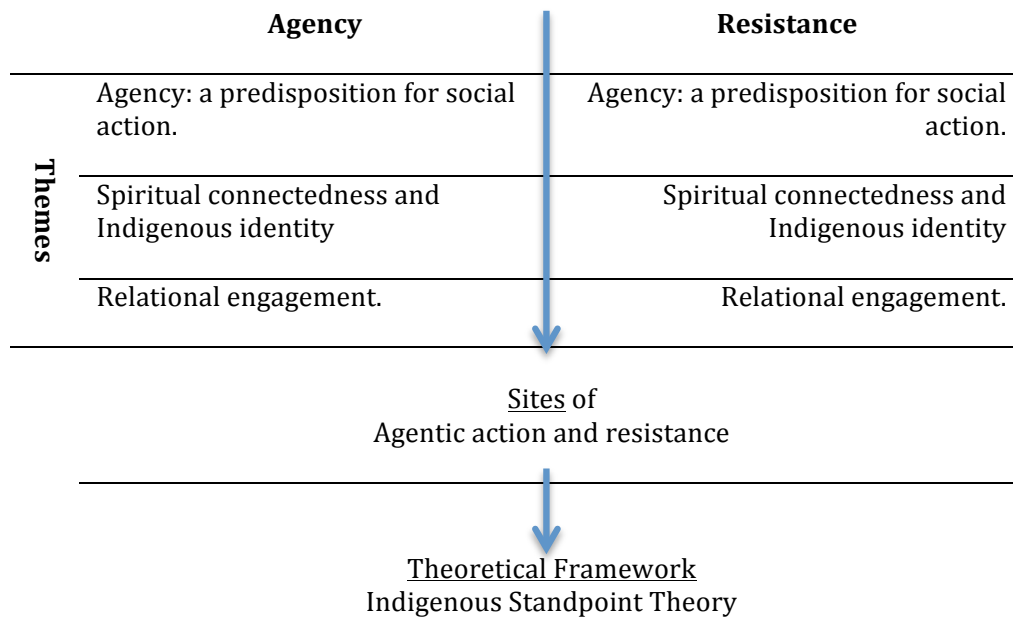 Agency
Resistance
Themes
Agency: a predisposition for social
action.
Agency: a predisposition for social
action.
Spiritual connectedness and
Indigenous identity
Spiritual connectedness and
Indigenous identity
Relational engagement.
Relational engagement.
Sites of
Agentic action and resistance
Theoretical Framework
Indigenous Standpoint Theory